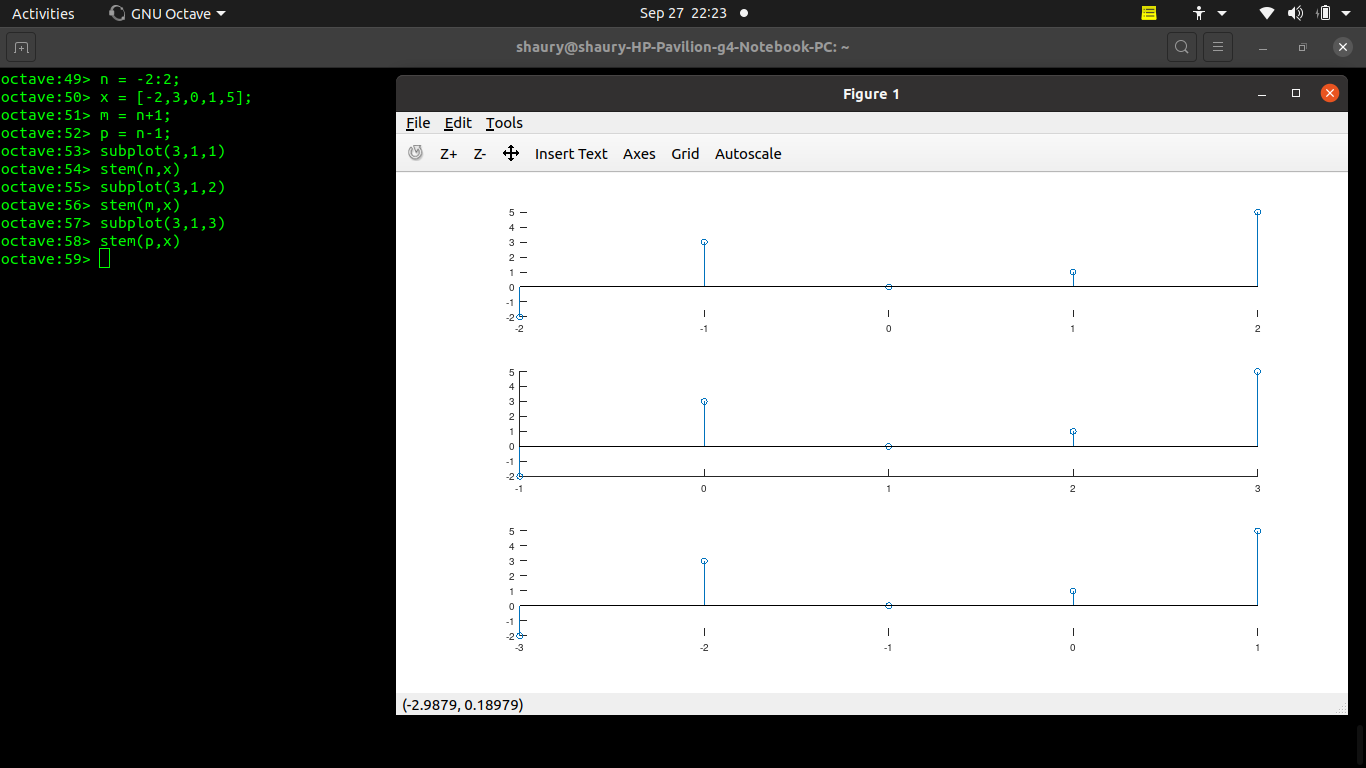 Activities GNU Octave Sep 27 22:23
shaury@shaury-HP-Pavilion-g4-Notebook-PC: ~
octave:49> n = -2:2;
octave:50> x = [-2,3,0,1,5];
octave:51> m = n+1;
octave:52> p = n-1;
octave:53> subplot(3,1,1)
octave:54> stem(n,x)
octave:55> subplot(3,1,2)
octave:56> stem(m,x)
octave:57> subplot(3,1,3)
octave:58> stem(p,x)
octave:59>
Figure 1
File Edit Tools
Z+ Z- Insert Text Axes Grid Autoscale
5
4
3
2
1
0
-1
-2
-2 -1 0 1 2
5
4
3
2
1
0
-1
-2
-1 0 1 2 3
5
4
3
2
1
0
-1
-2
-3 -2 -1 0 1
(-2.9879, 0.18979)